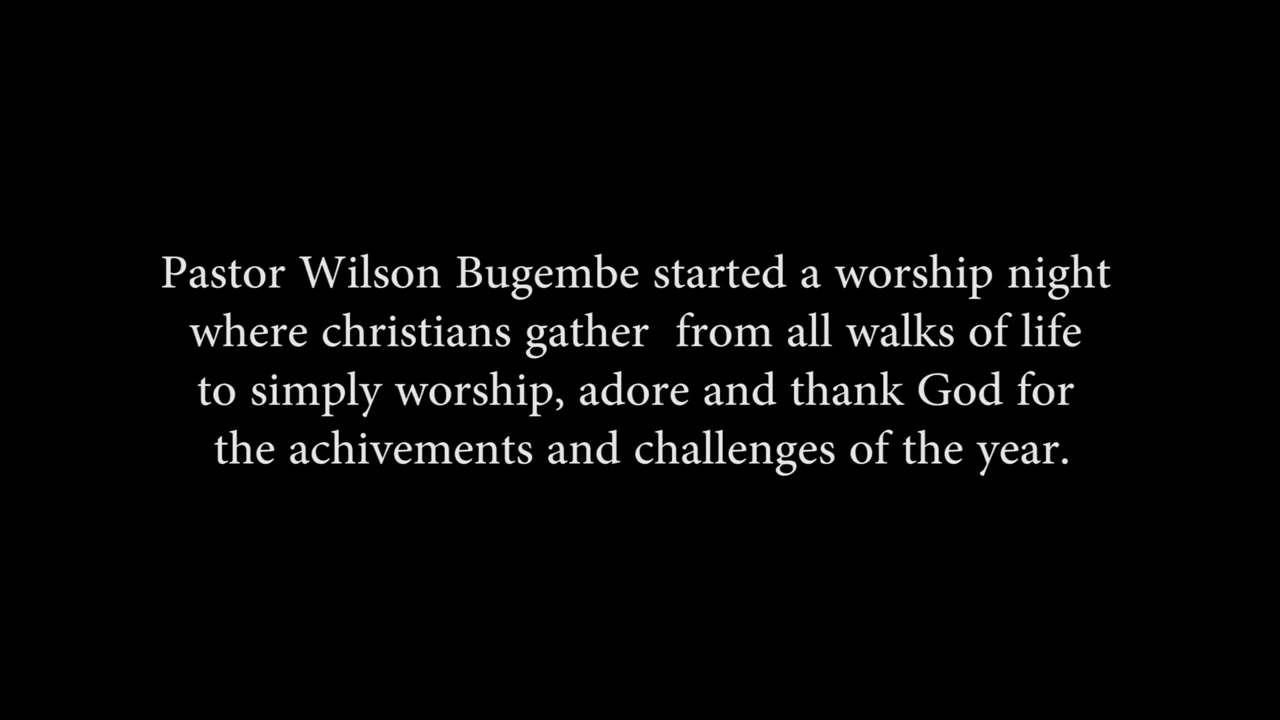 Pastor Wilson Bugembe started a worship night
where christians gather  from all walks of life
to simply worship, adore and thank God for
the achivements and challenges of the year.